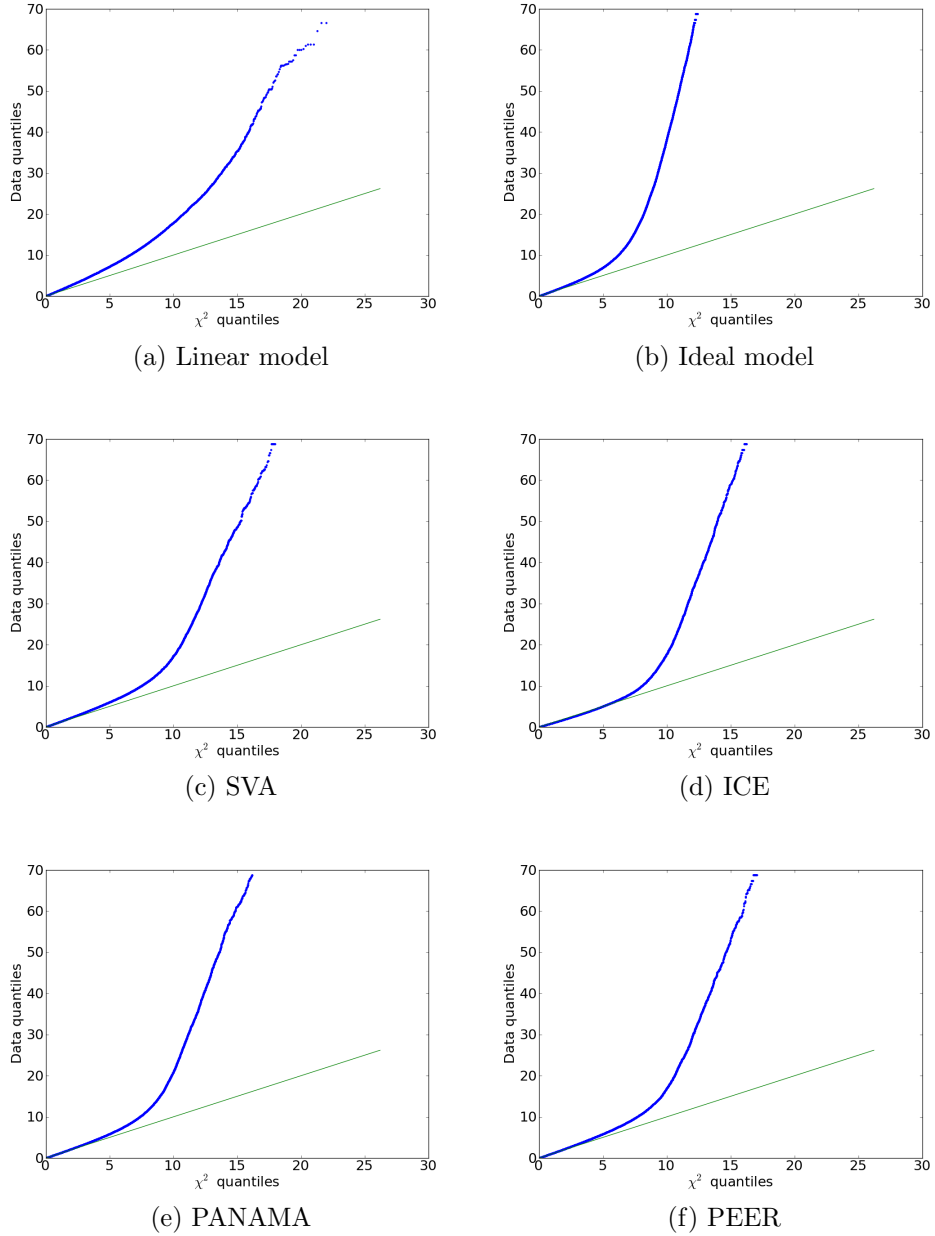 70
60
50
40
30
20
10
0
Data quantiles
0 5 10 15 20 25 30
χ² quantiles
(a) Linear model
70
60
50
40
30
20
10
0
Data quantiles
0 5 10 15 20 25 30
χ² quantiles
(b) Ideal model
70
60
50
40
30
20
10
0
Data quantiles
0 5 10 15 20 25 30
χ² quantiles
(c) SVA
70
60
50
40
30
20
10
0
Data quantiles
0 5 10 15 20 25 30
χ² quantiles
(d) ICE
70
60
50
40
30
20
10
0
Data quantiles
0 5 10 15 20 25 30
χ² quantiles
(e) PANAMA
70
60
50
40
30
20
10
0
Data quantiles
0 5 10 15 20 25 30
χ² quantiles
(f) PEER